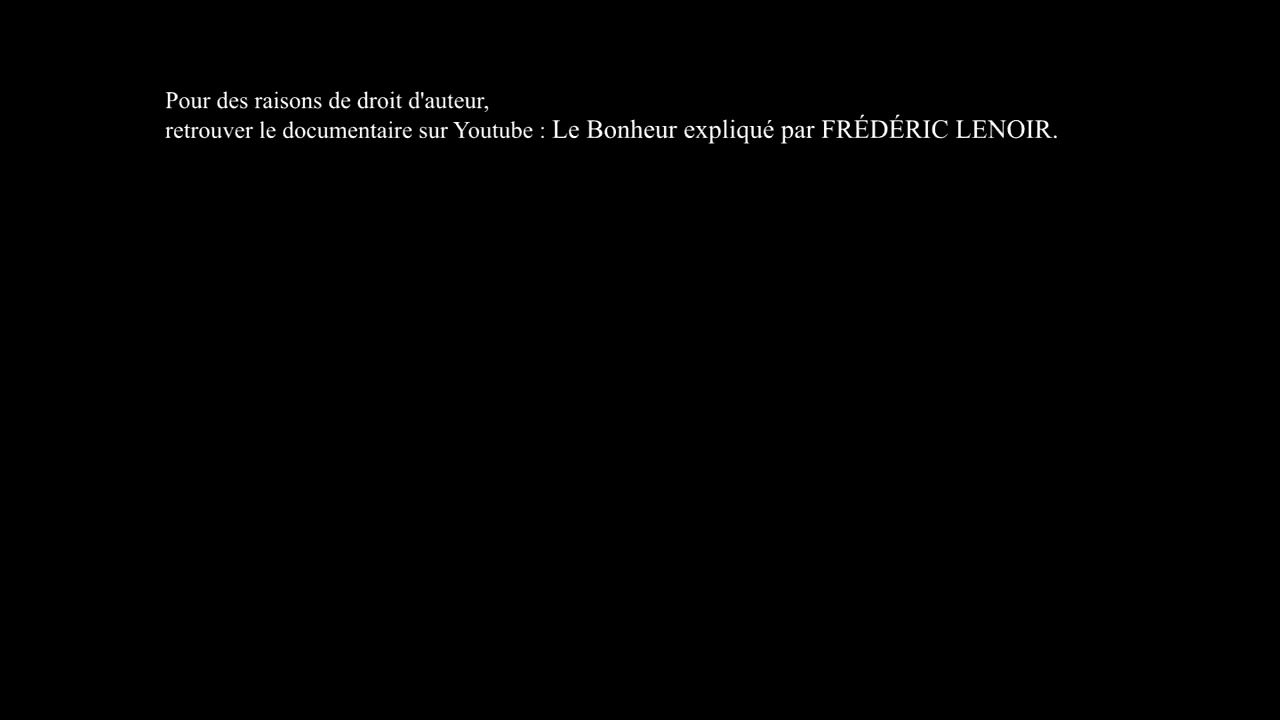 Pour des raisons de droit d'auteur,
retrouver le documentaire sur Youtube : Le Bonheur expliqué par FRÉDÉRIC LENOIR.